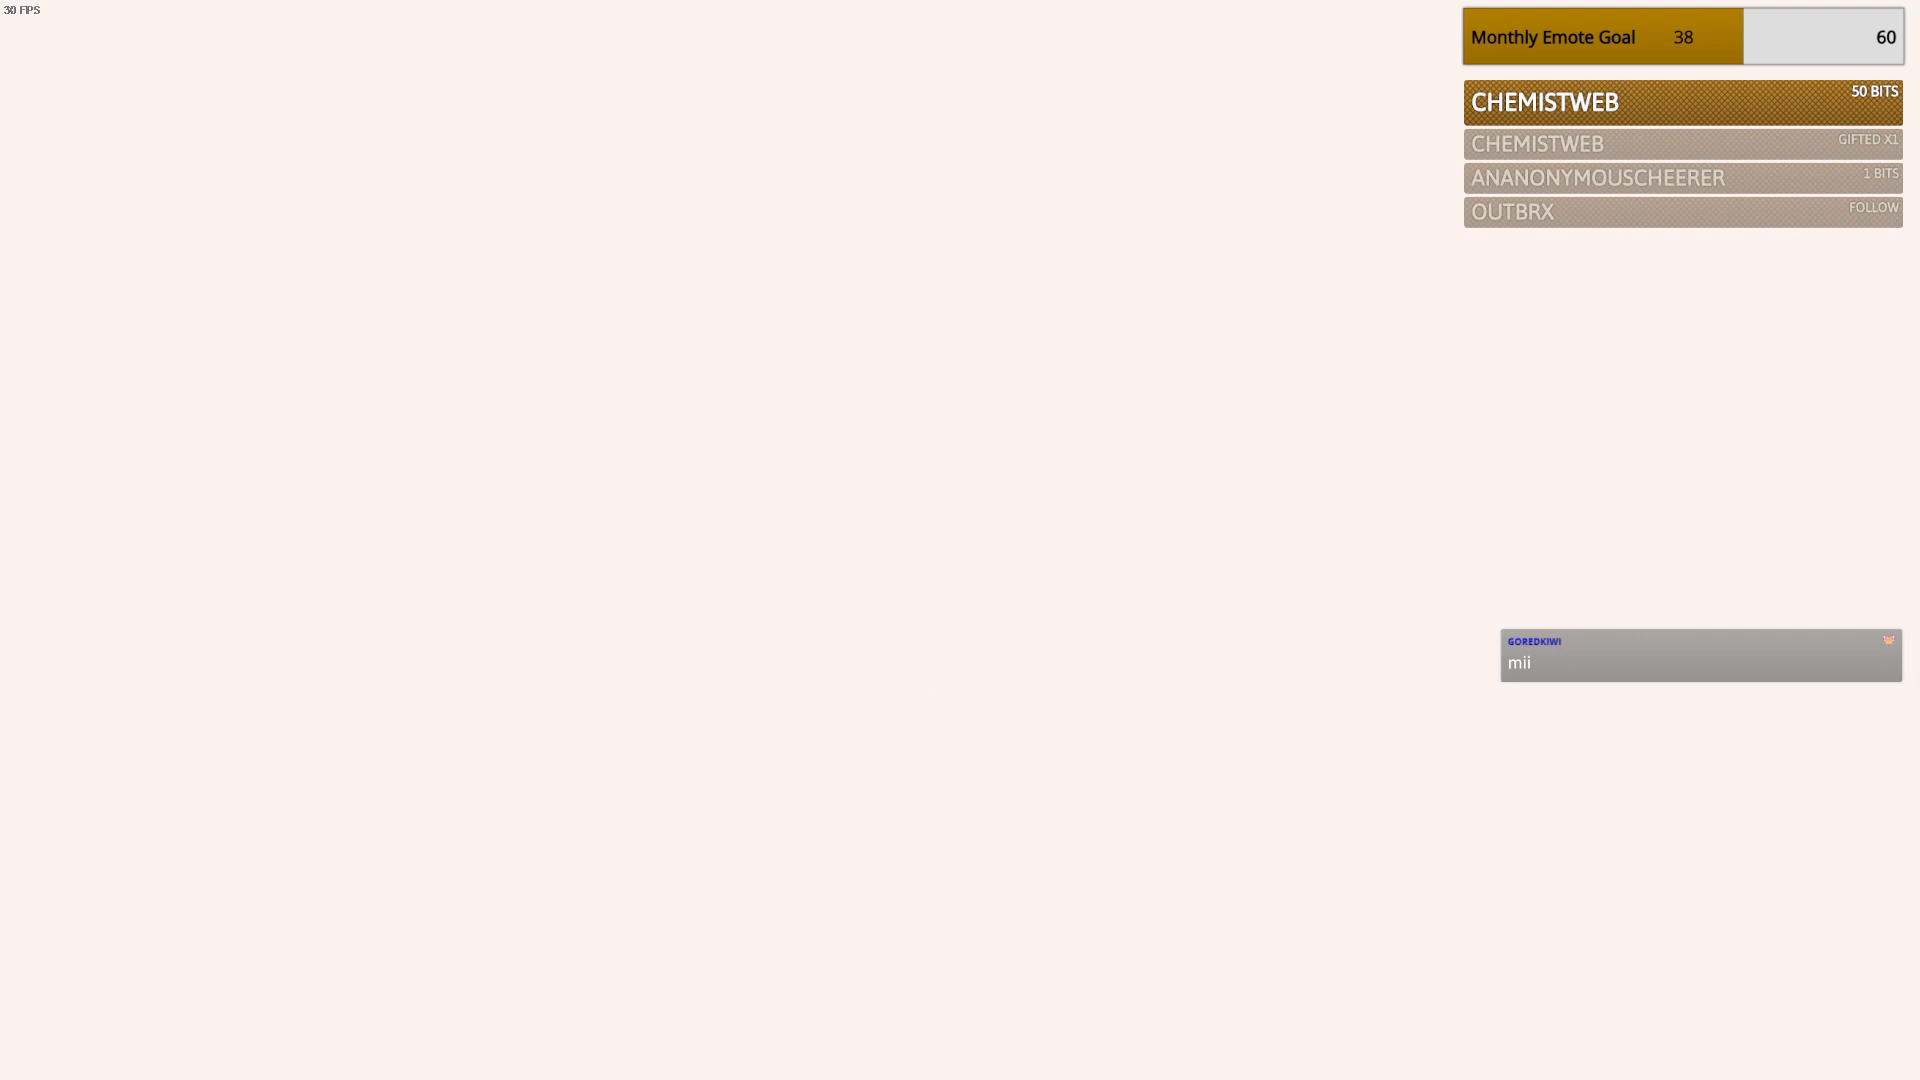 30 FPS
Monthly Emote Goal 38 60
CHEMISTWEB 50 BITS
CHEMISTWEB GIFTED X1
ANANONYMOUSCHEERER 1 BITS
OUTBRX FOLLOW
GOREDKIWI
mii